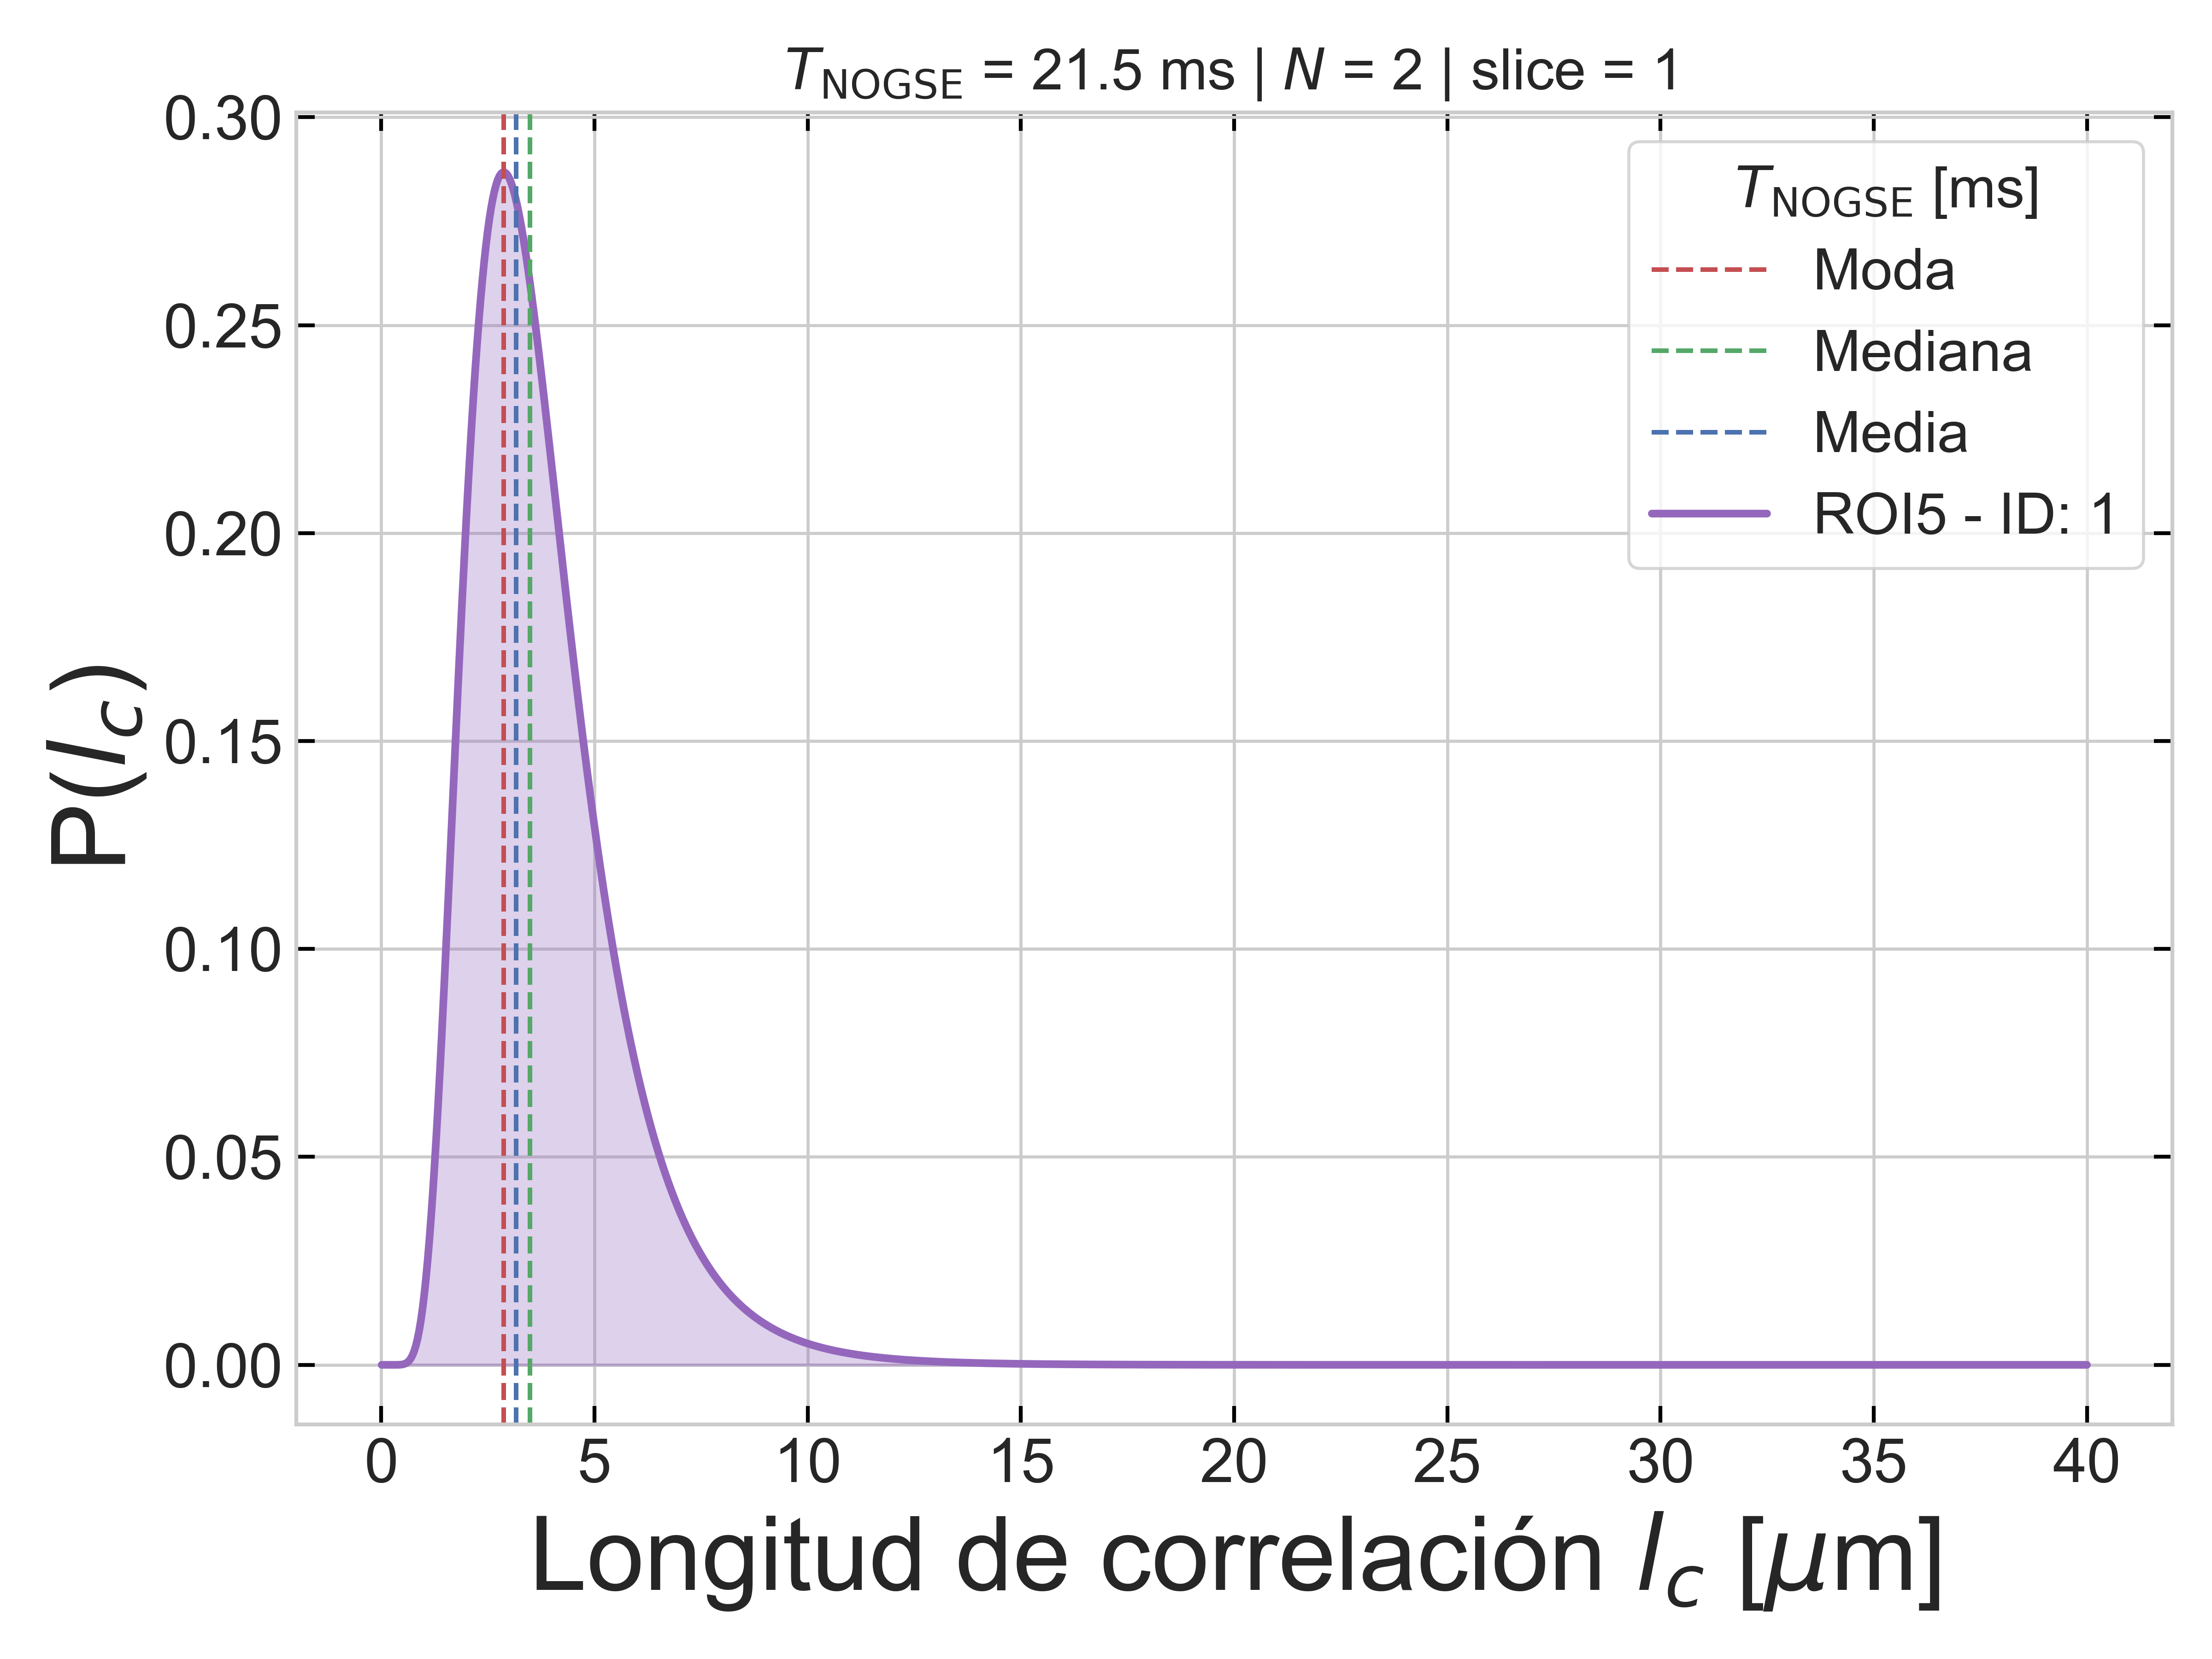 T_NOGSE = 21.5 ms | N = 2 | slice = 1
T_NOGSE [ms]
Moda
Mediana
Media
ROI5 - ID: 1
P(l_c)
0.30
0.25
0.20
0.15
0.10
0.05
0.00
0 5 10 15 20 25 30 35 40
Longitud de correlación l_c [μm]